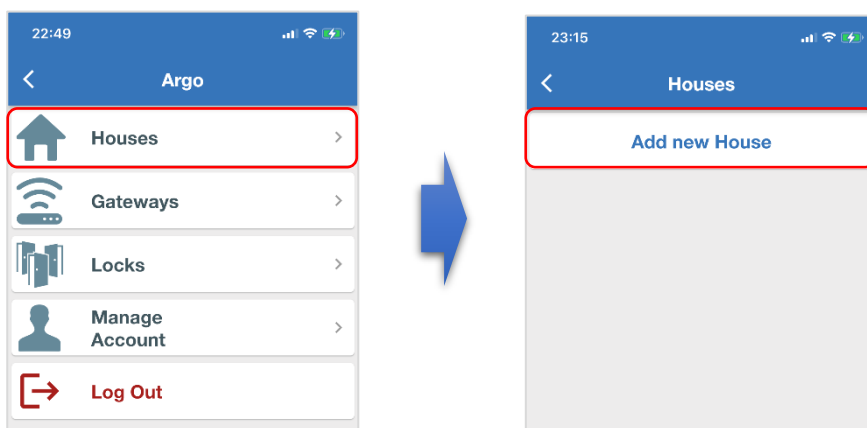 22:49
Argo
Houses
Gateways
Locks
Manage
Account
Log Out
23:15
Houses
Add new House